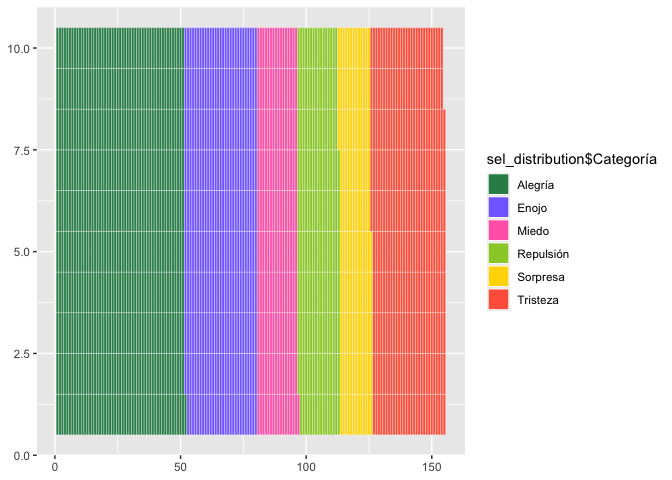 10.0
7.5
5.0
2.5
0.0
0
50
100
150
sel_distribution$Categoría
Alegría
Enojo
Miedo
Repulsión
Sorpresa
Tristeza